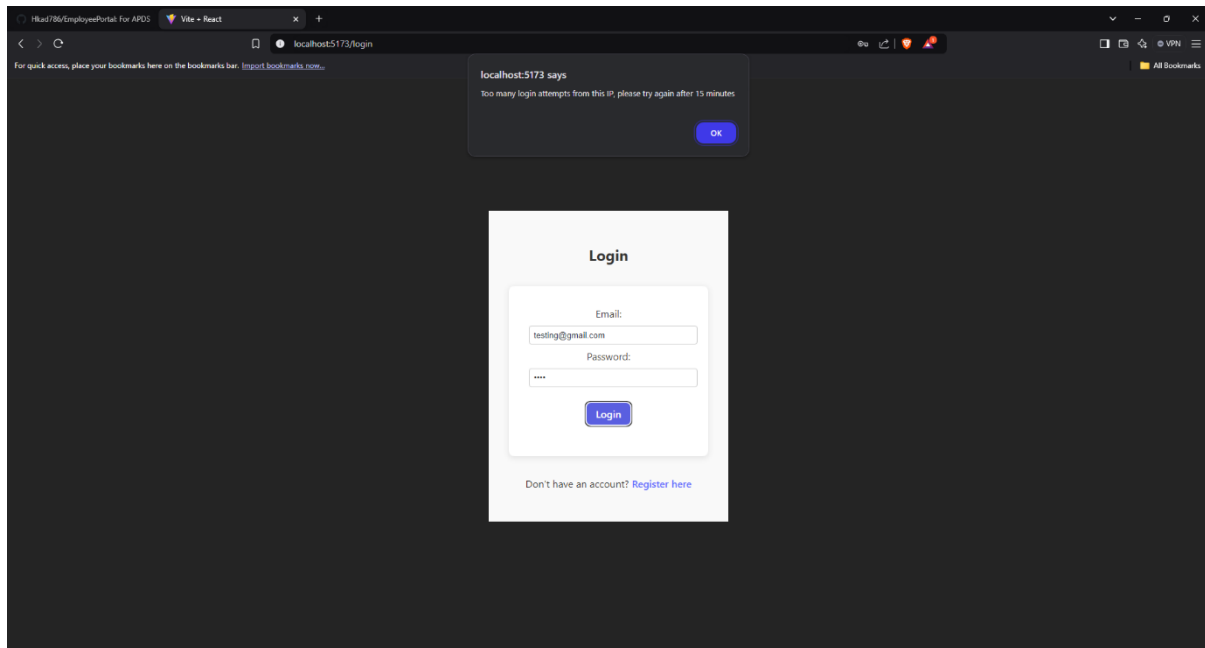 Hkad786/EmployeePortal: For APDS
Vite + React
localhost:5173/login
VPN
For quick access, place your bookmarks here on the bookmarks bar. Import bookmarks now...
All Bookmarks
localhost:5173 says
Too many login attempts from this IP, please try again after 15 minutes
OK
Login
Email:
testing@gmail.com
Password:
••••
Login
Don't have an account? Register here